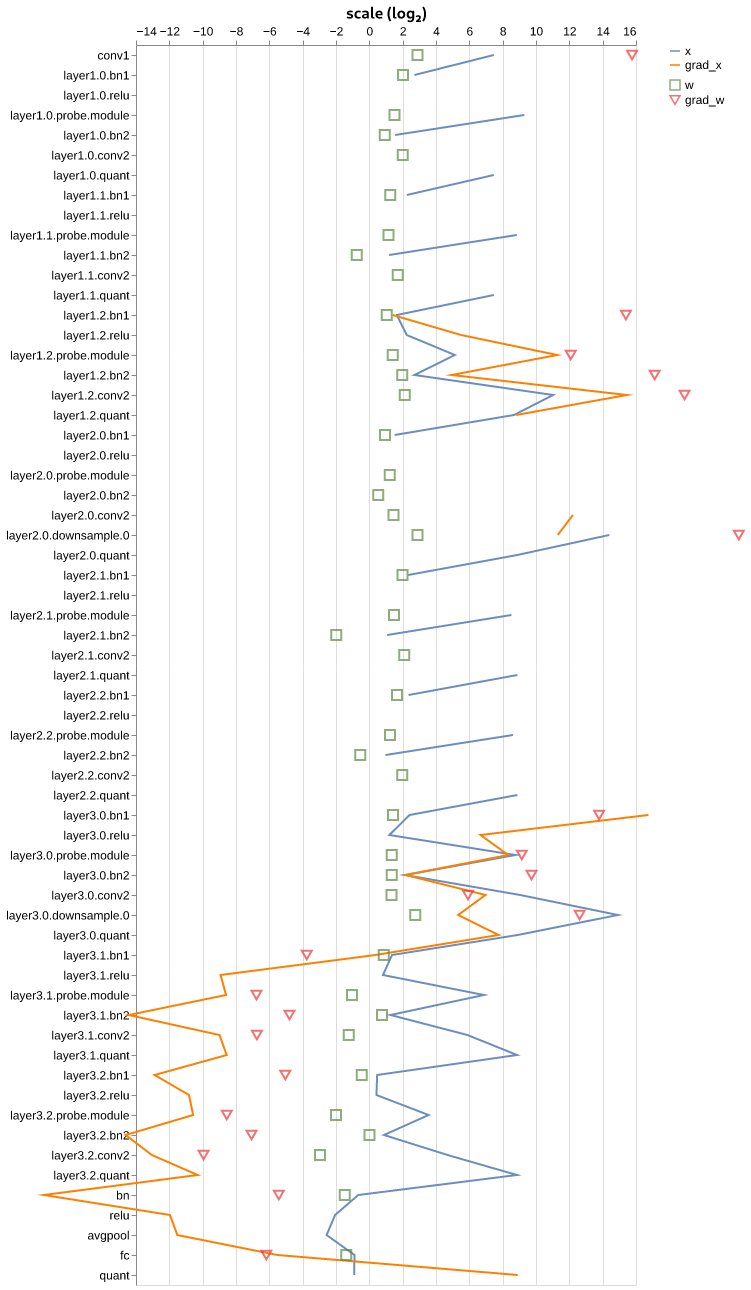 scale (log₂)
−14 −12 −10 −8 −6 −4 −2 0 2 4 6 8 10 12 14 16
x
grad_x
w
grad_w
conv1
layer1.0.bn1
layer1.0.relu
layer1.0.probe.module
layer1.0.bn2
layer1.0.conv2
layer1.0.quant
layer1.1.bn1
layer1.1.relu
layer1.1.probe.module
layer1.1.bn2
layer1.1.conv2
layer1.1.quant
layer1.2.bn1
layer1.2.relu
layer1.2.probe.module
layer1.2.bn2
layer1.2.conv2
layer1.2.quant
layer2.0.bn1
layer2.0.relu
layer2.0.probe.module
layer2.0.bn2
layer2.0.conv2
layer2.0.downsample.0
layer2.0.quant
layer2.1.bn1
layer2.1.relu
layer2.1.probe.module
layer2.1.bn2
layer2.1.conv2
layer2.1.quant
layer2.2.bn1
layer2.2.relu
layer2.2.probe.module
layer2.2.bn2
layer2.2.conv2
layer2.2.quant
layer3.0.bn1
layer3.0.relu
layer3.0.probe.module
layer3.0.bn2
layer3.0.conv2
layer3.0.downsample.0
layer3.0.quant
layer3.1.bn1
layer3.1.relu
layer3.1.probe.module
layer3.1.bn2
layer3.1.conv2
layer3.1.quant
layer3.2.bn1
layer3.2.relu
layer3.2.probe.module
layer3.2.bn2
layer3.2.conv2
layer3.2.quant
bn
relu
avgpool
fc
quant